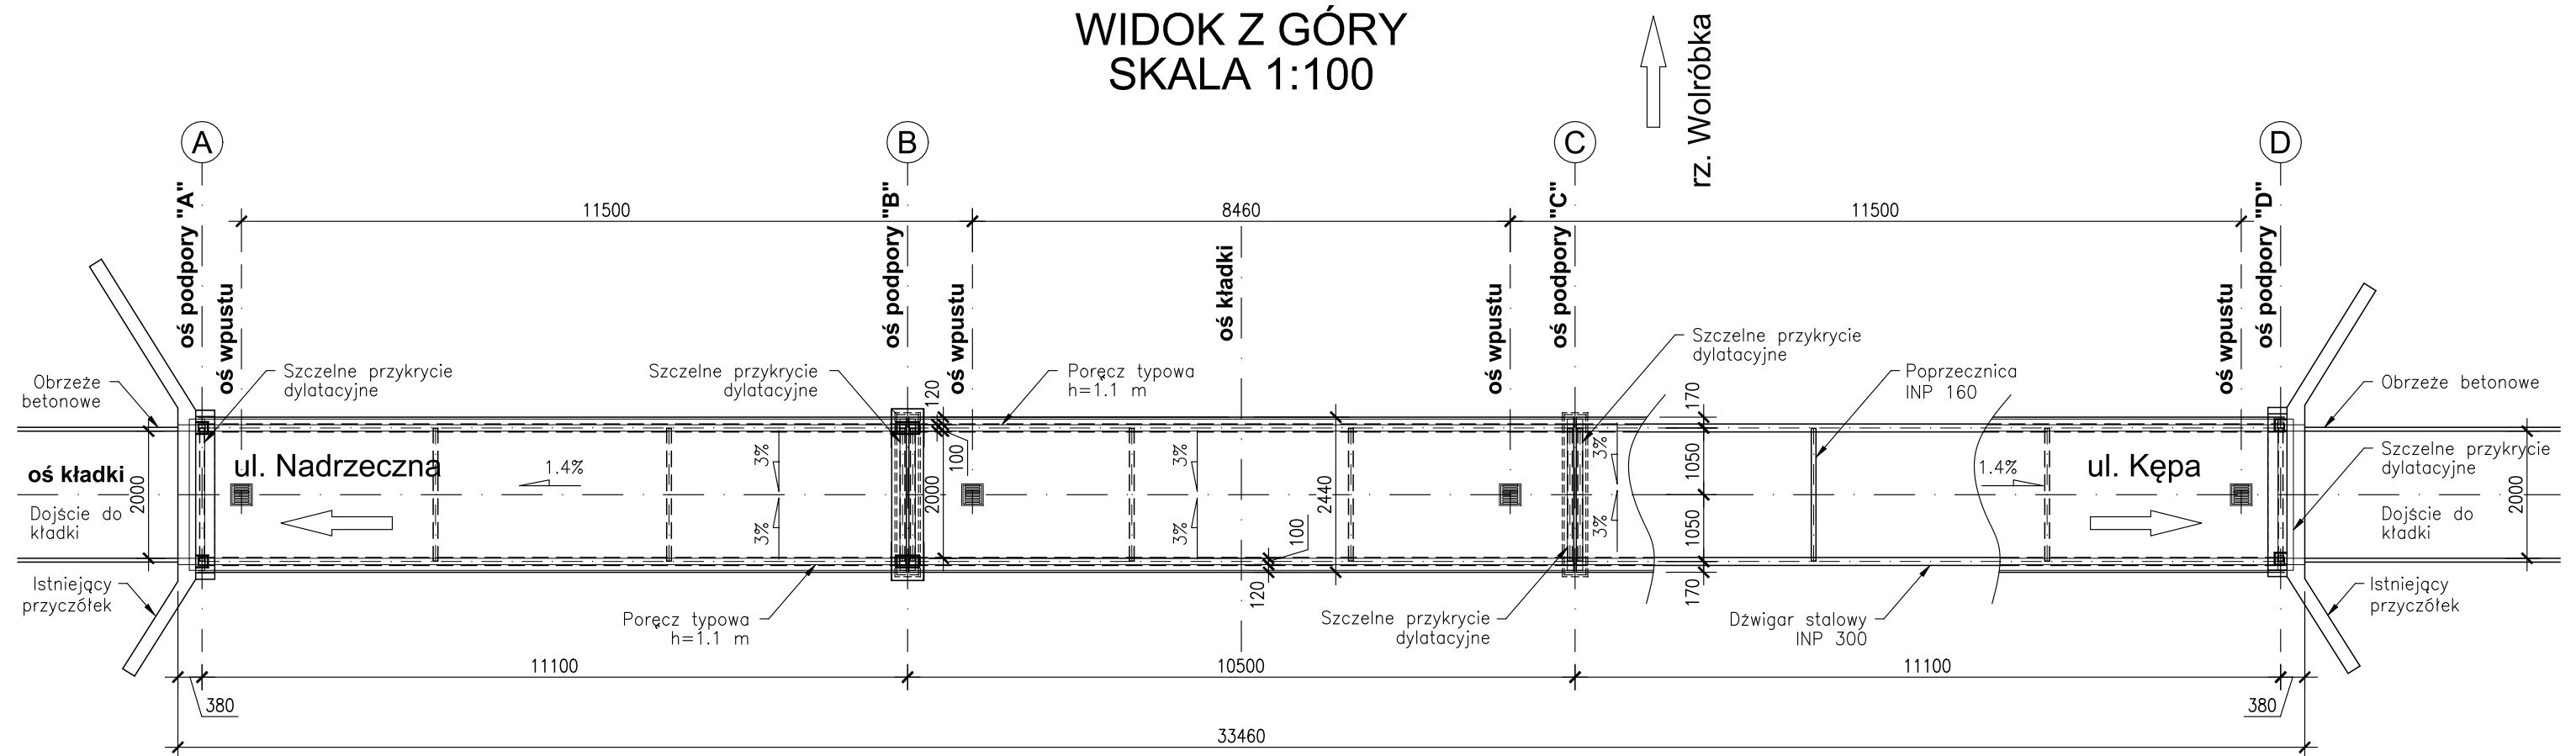 WIDOK Z GÓRY
SKALA 1:100
rz. Wolróbka
A
B
C
D
oś podpory "A"
oś wpustu
oś podpory "B"
oś wpustu
oś kładki
oś wpustu
oś podpory "C"
oś wpustu
oś podpory "D"
11500
8460
11500
Obrzeże
betonowe
Szczelne przykrycie
dylatacyjne
Szczelne przykrycie
dylatacyjne
120
Poręcz typowa
h=1.1 m
Szczelne przykrycie
dylatacyjne
Poprzecznica
INP 160
170
Obrzeże betonowe
Szczelne przykrycie
dylatacyjne
oś kładki
Dojście do
kładki
2000
ul. Nadrzeczna
1.4%
3%
3%
2000
100
3%
3%
2440
100
120
3%
3%
1050
1050
170
1.4%
ul. Kępa
Dojście do
kładki
2000
Istniejący
przyczółek
Poręcz typowa
h=1.1 m
Szczelne przykrycie
dylatacyjne
Dźwigar stalowy
INP 300
Istniejący
przyczółek
380
11100
10500
11100
380
33460